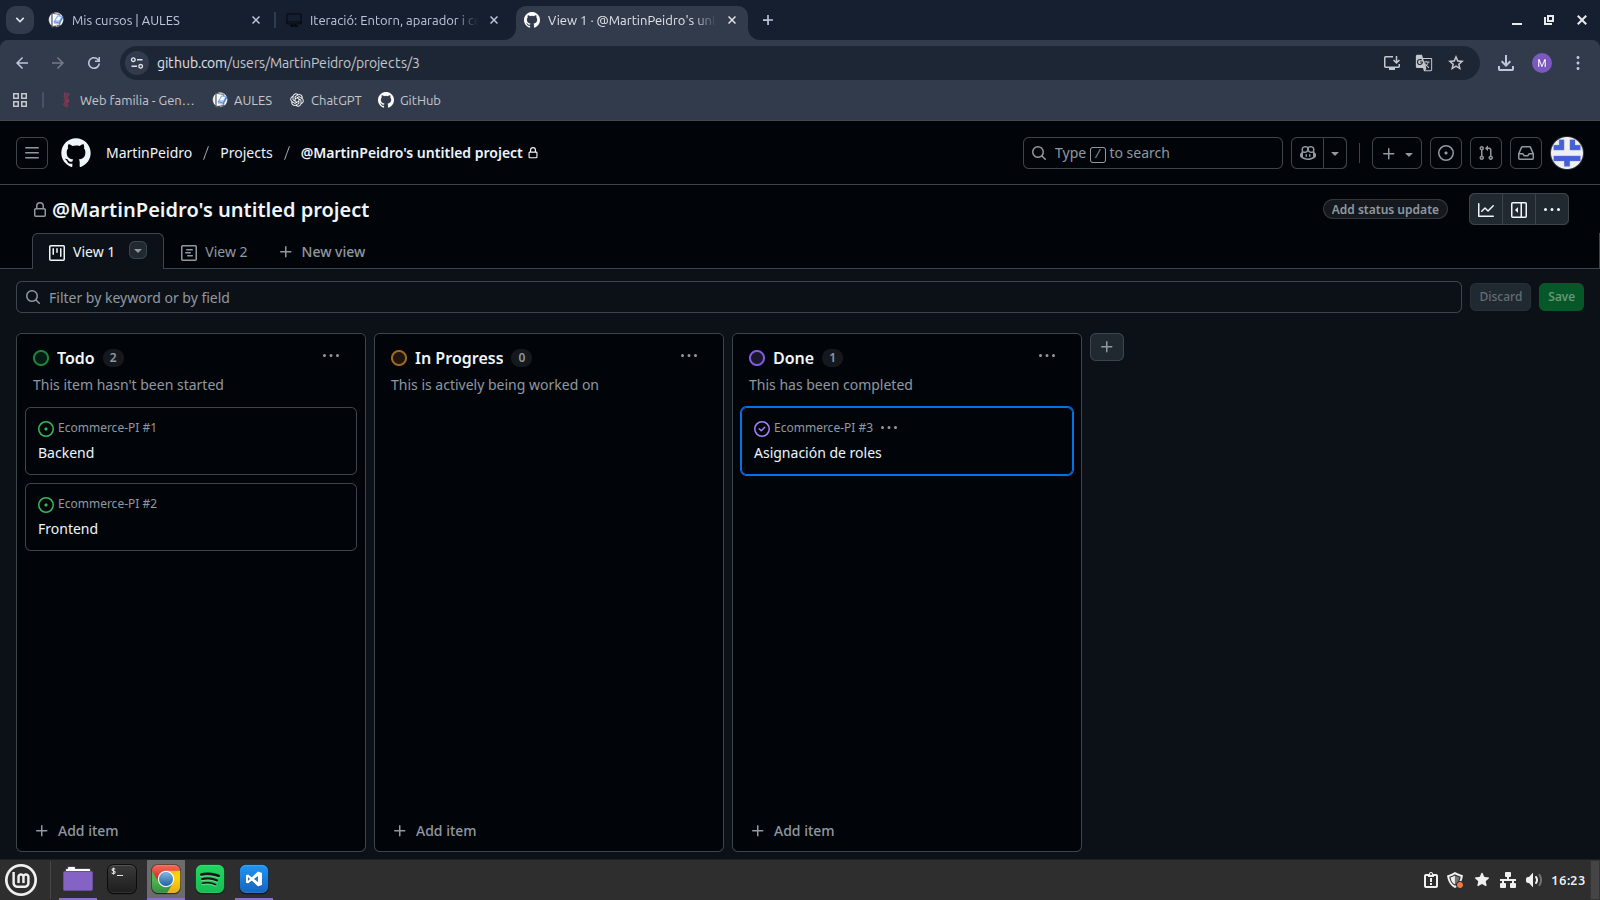 Mis cursos | AULES
Iteració: Entorn, aparador i c
View 1 · @MartinPeidro's un
github.com/users/MartinPeidro/projects/3
Web familia - Gen...
AULES
ChatGPT
GitHub
MartinPeidro / Projects / @MartinPeidro's untitled project
Type / to search
@MartinPeidro's untitled project
Add status update
View 1
View 2
New view
Filter by keyword or by field
Discard
Save
Todo 2
This item hasn't been started
Ecommerce-PI #1
Backend
Ecommerce-PI #2
Frontend
Add item
In Progress 0
This is actively being worked on
Add item
Done 1
This has been completed
Ecommerce-PI #3
Asignación de roles
Add item
M
16:23